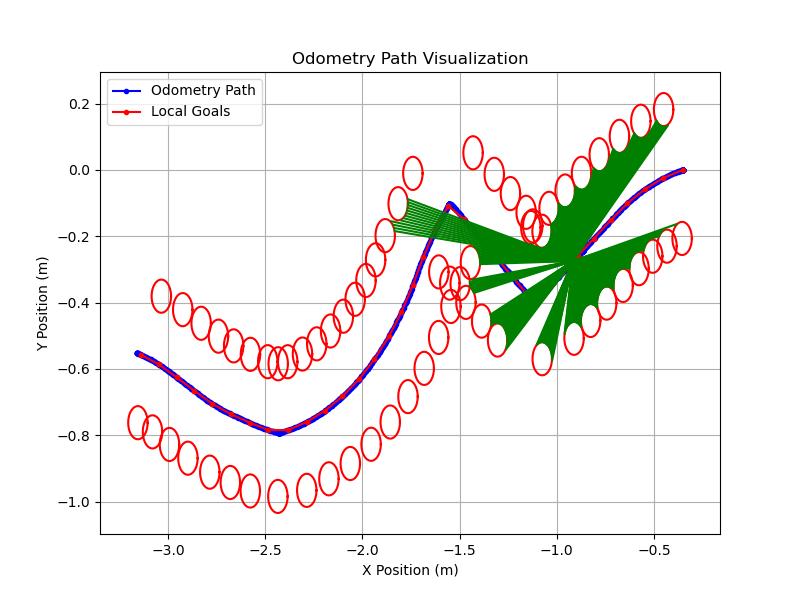 Odometry Path Visualization
Odometry Path
Local Goals
0.2
0.0
−0.2
−0.4
−0.6
−0.8
−1.0
Y Position (m)
−3.0
−2.5
−2.0
−1.5
−1.0
−0.5
X Position (m)